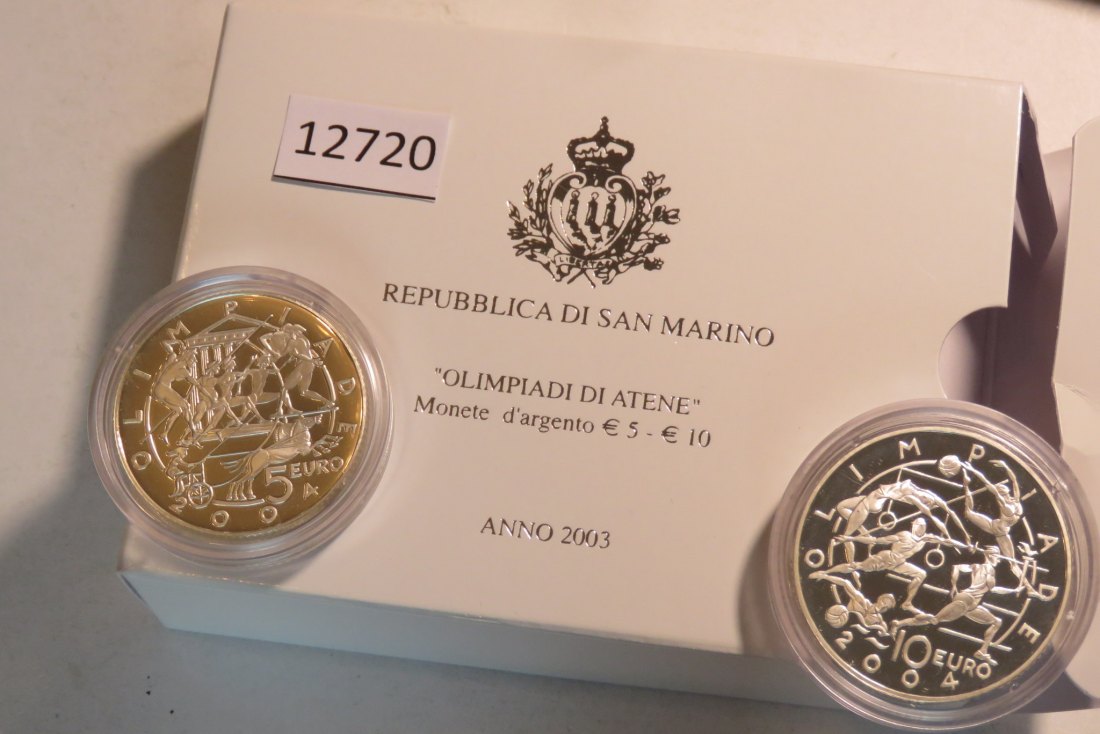 12720
LIBERTAS
REPUBBLICA DI SAN MARINO
"OLIMPIADI DI ATENE"
Monete d'argento € 5 - € 10
ANNO 2003
OLIMPIADE
5 EURO
2004
OLIMPIADE
10 EURO
2004